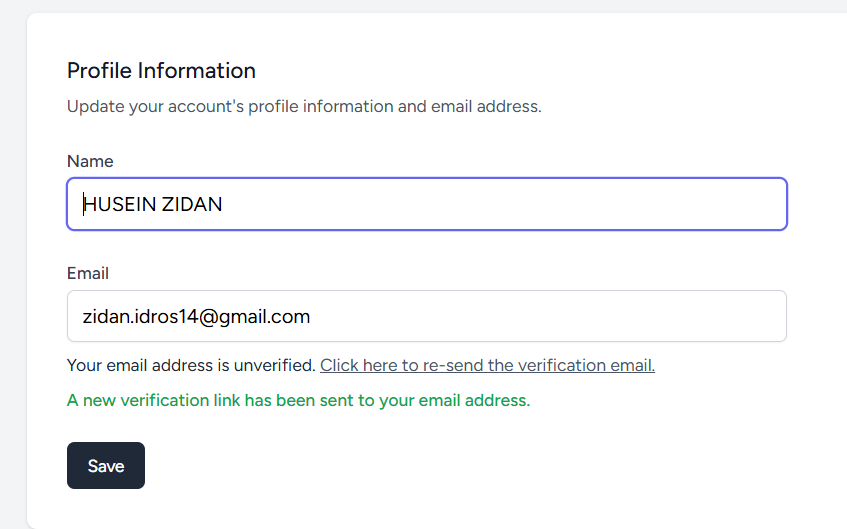 Profile Information
Update your account's profile information and email address.
Name
HUSEIN ZIDAN
Email
zidan.idros14@gmail.com
Your email address is unverified. Click here to re-send the verification email.
A new verification link has been sent to your email address.
Save